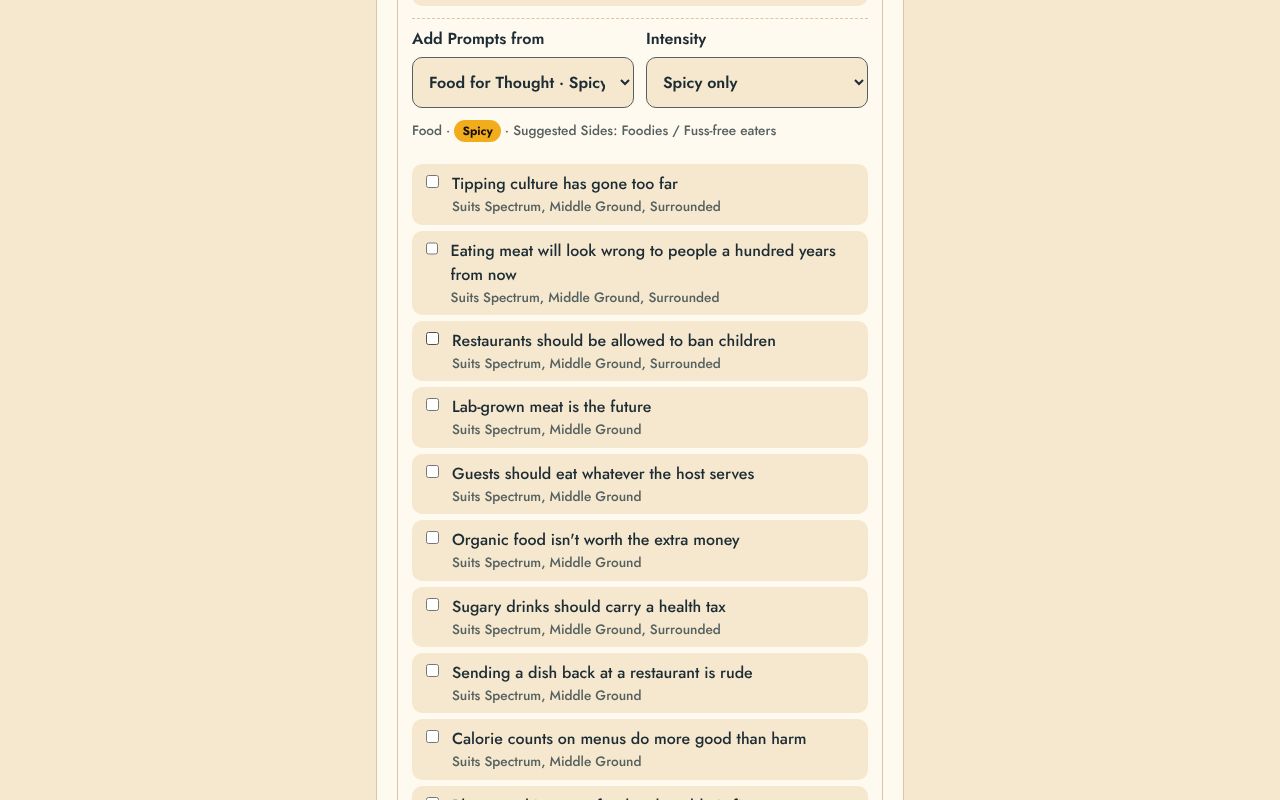 Add Prompts from
Intensity
Food for Thought · Spicy
Spicy only
Food · Spicy · Suggested Sides: Foodies / Fuss-free eaters
Tipping culture has gone too far
Suits Spectrum, Middle Ground, Surrounded
Eating meat will look wrong to people a hundred years
from now
Suits Spectrum, Middle Ground, Surrounded
Restaurants should be allowed to ban children
Suits Spectrum, Middle Ground, Surrounded
Lab-grown meat is the future
Suits Spectrum, Middle Ground
Guests should eat whatever the host serves
Suits Spectrum, Middle Ground
Organic food isn't worth the extra money
Suits Spectrum, Middle Ground
Sugary drinks should carry a health tax
Suits Spectrum, Middle Ground, Surrounded
Sending a dish back at a restaurant is rude
Suits Spectrum, Middle Ground
Calorie counts on menus do more good than harm
Suits Spectrum, Middle Ground